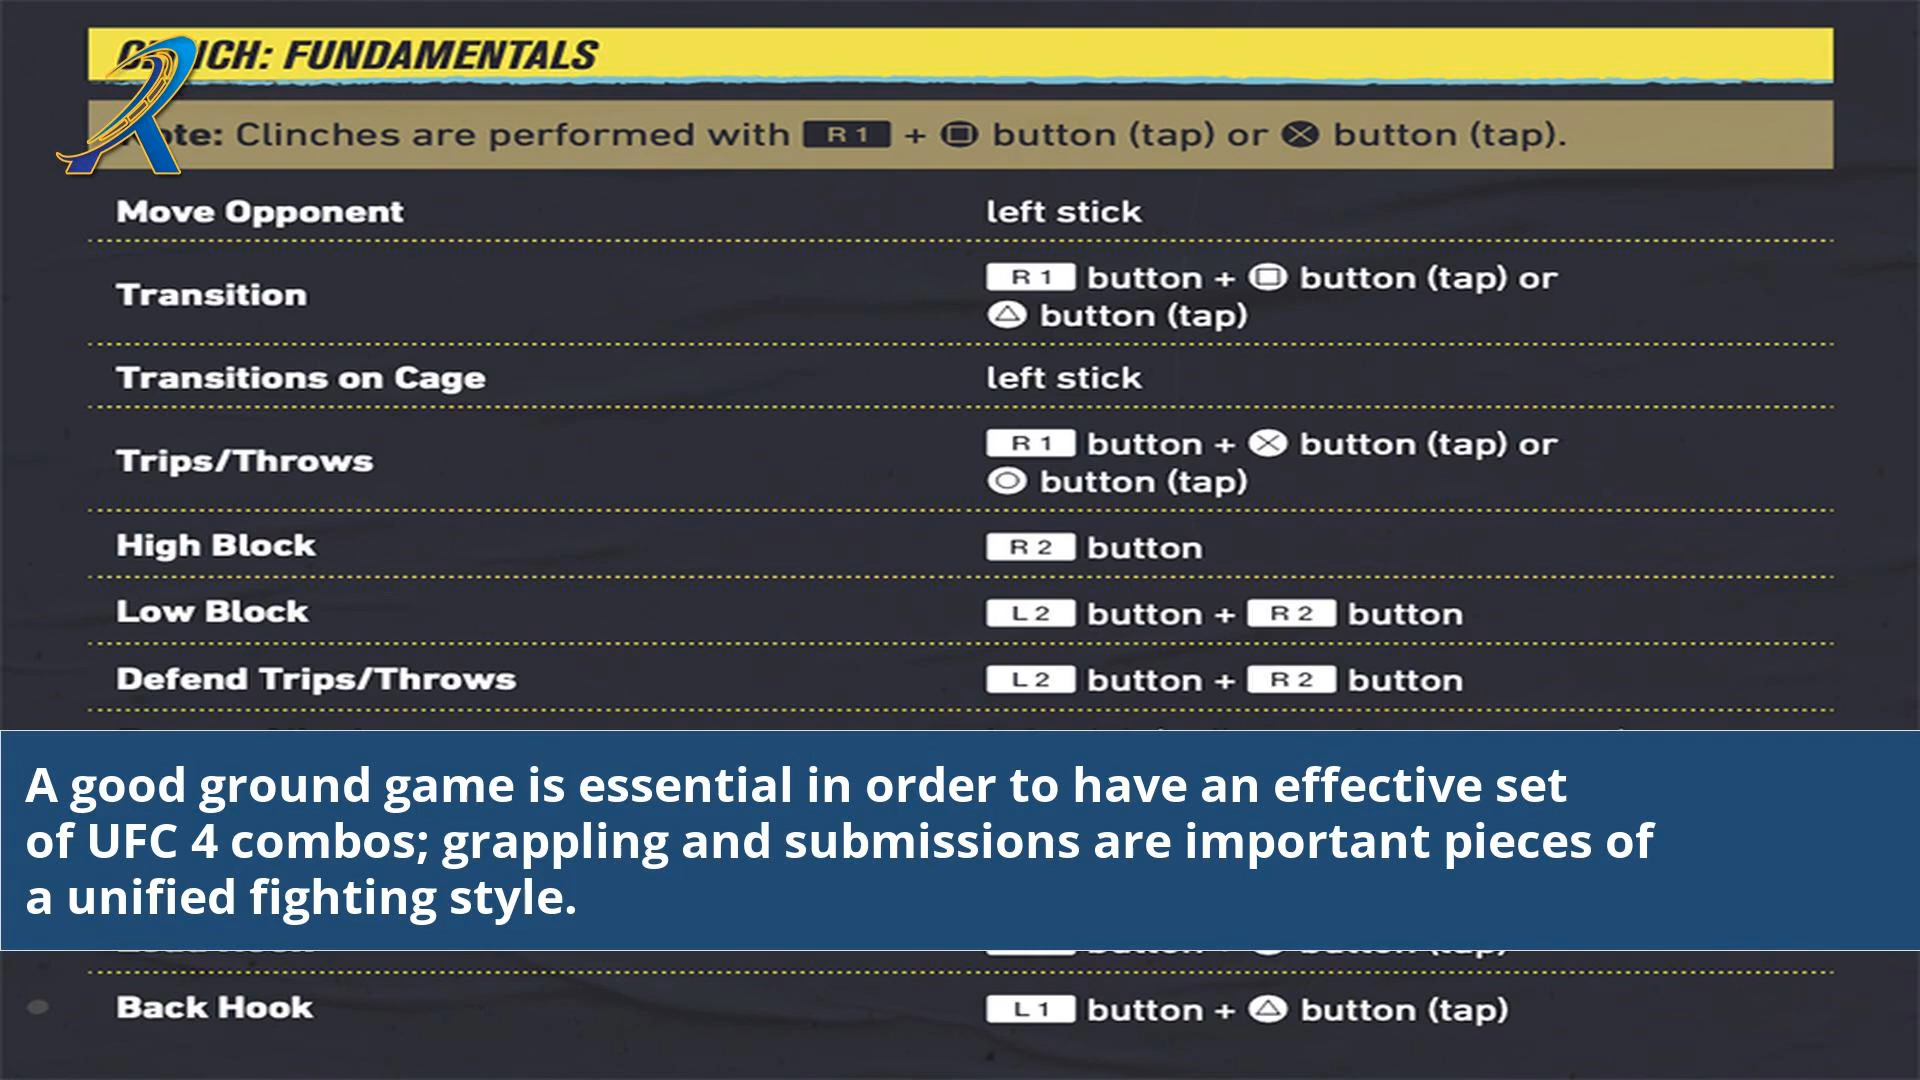 CLINCH: FUNDAMENTALS
Note: Clinches are performed with R1 + button (tap) or button (tap).
Move Opponent left stick
Transition R1 button + button (tap) or
button (tap)
Transitions on Cage left stick
Trips/Throws R1 button + button (tap) or
button (tap)
High Block R2 button
Low Block L2 button + R2 button
Defend Trips/Throws L2 button + R2 button
A good ground game is essential in order to have an effective set
of UFC 4 combos; grappling and submissions are important pieces of
a unified fighting style.
Back Hook L1 button + button (tap)